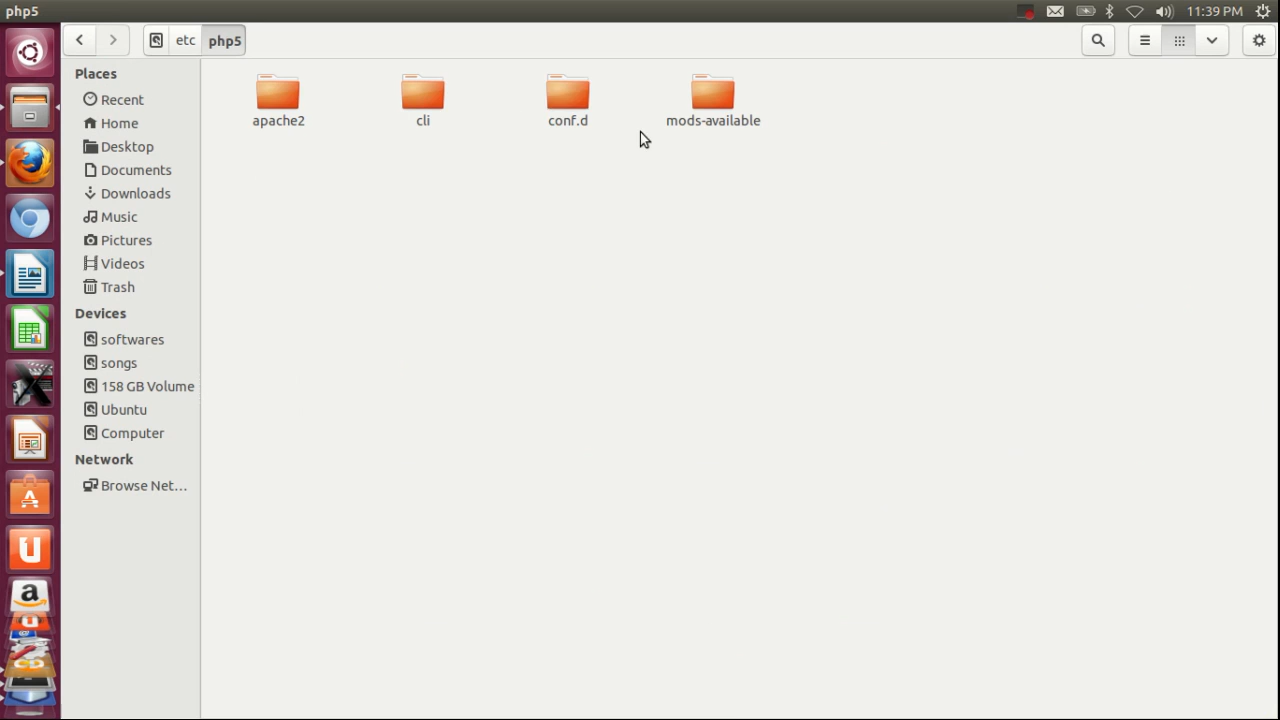 php5
11:39 PM
etc
php5
Places
Recent
Home
Desktop
Documents
Downloads
Music
Pictures
Videos
Trash
Devices
softwares
songs
158 GB Volume
Ubuntu
Computer
Network
Browse Net...
apache2
cli
conf.d
mods-available